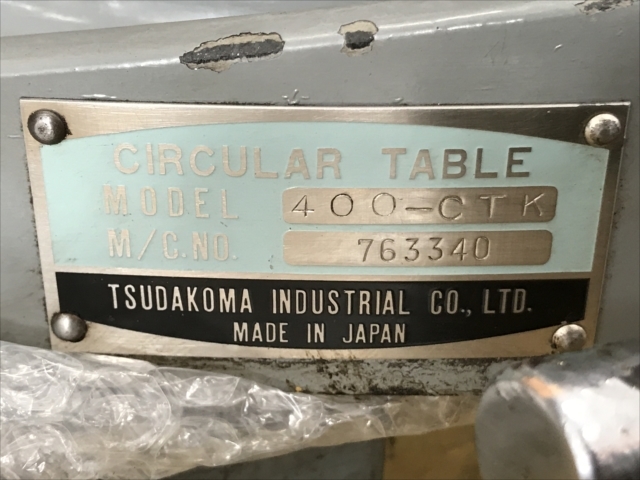 CIRCULAR TABLE
MODEL 400-CTK
M/C.NO. 763340
TSUDAKOMA INDUSTRIAL CO., LTD.
MADE IN JAPAN